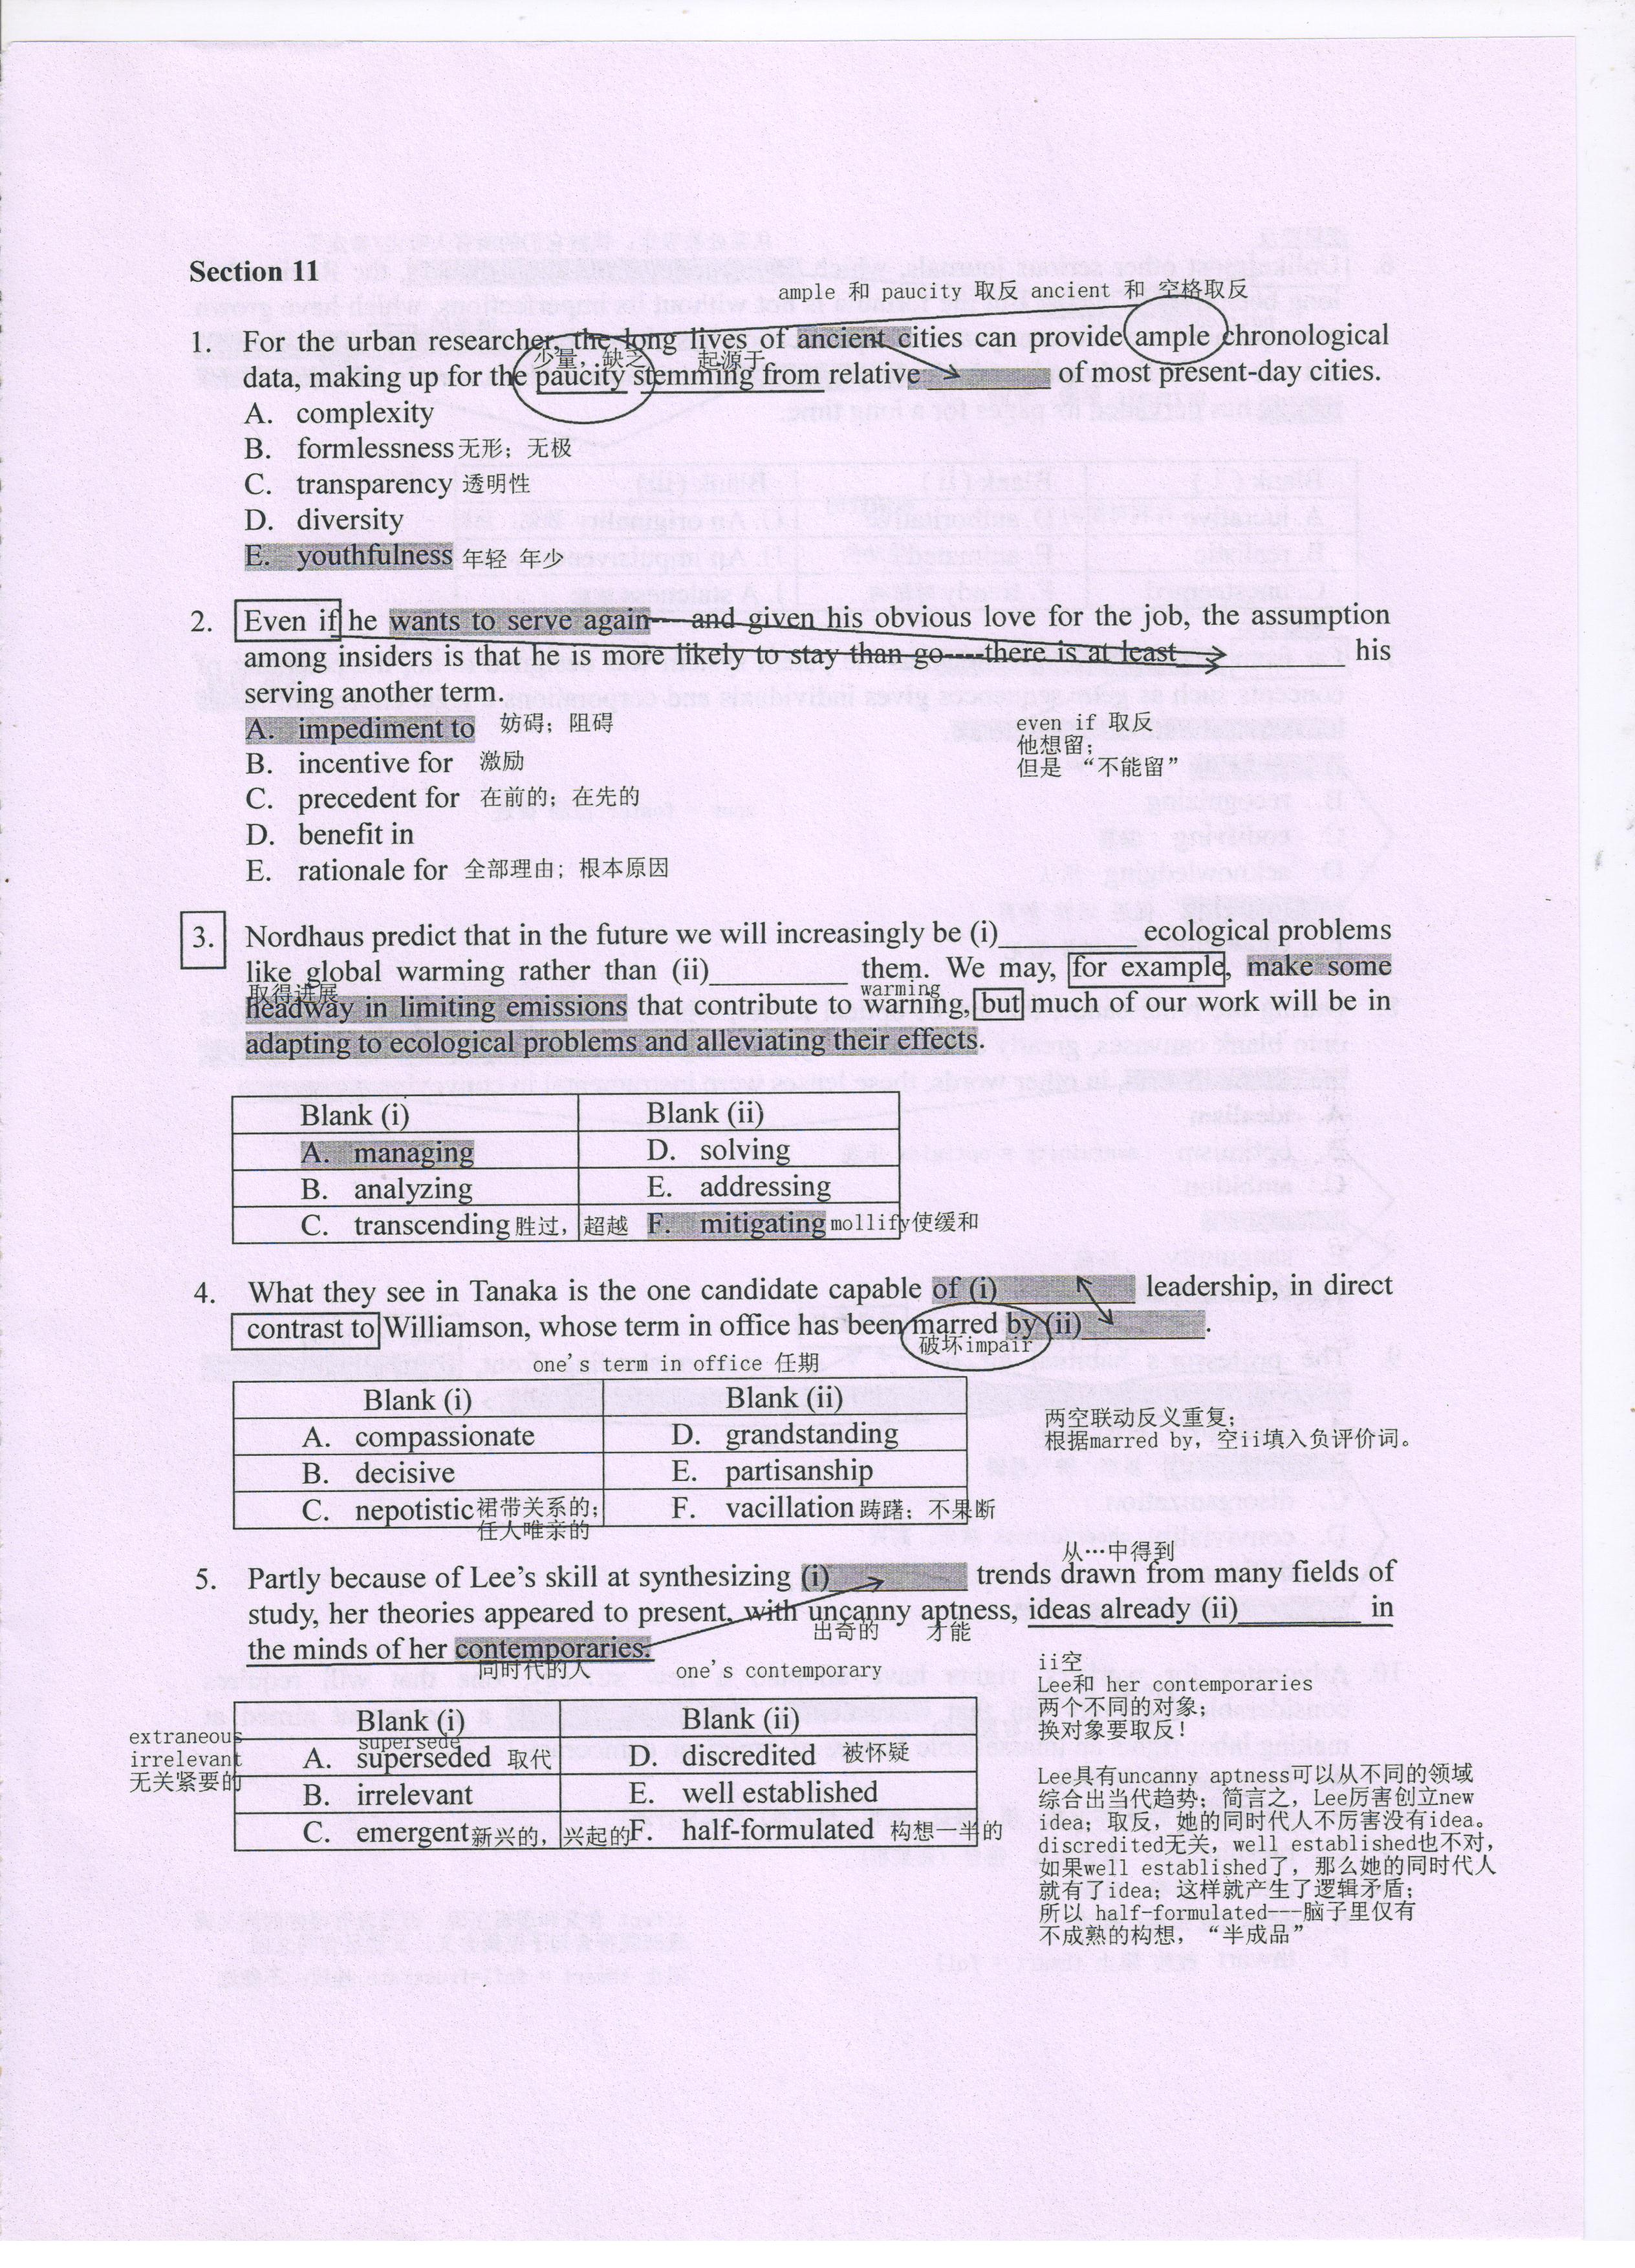 Section 11
ample 和 paucity 取反 ancient 和 空格取反
1. For the urban researcher, the long lives of ancient cities can provide ample chronological
少量，缺乏 起源于
data, making up for the paucity stemming from relative________ of most present-day cities.
A. complexity
B. formlessness 无形；无极
C. transparency 透明性
D. diversity
E. youthfulness 年轻 年少
2. Even if he wants to serve again---- and given his obvious love for the job, the assumption
among insiders is that he is more likely to stay than go----there is at least__________ his
serving another term.
A. impediment to 妨碍；阻碍
B. incentive for 激励
C. precedent for 在前的；在先的
D. benefit in
E. rationale for 全部理由；根本原因
even if 取反
他想留；
但是 “不能留”
3. Nordhaus predict that in the future we will increasingly be (i)_________ ecological problems
like global warming rather than (ii)_________ them. We may, for example, make some
取得进展 warming
headway in limiting emissions that contribute to warning, but much of our work will be in
adapting to ecological problems and alleviating their effects.
Blank (i) Blank (ii)
A. managing D. solving
B. analyzing E. addressing
C. transcending 胜过，超越 F. mitigating mollify使缓和
4. What they see in Tanaka is the one candidate capable of (i)_________ leadership, in direct
contrast to Williamson, whose term in office has been marred by (ii)________.
破坏impair
one's term in office 任期
Blank (i) Blank (ii)
A. compassionate D. grandstanding
B. decisive E. partisanship
C. nepotistic 裙带关系的； F. vacillation 踌躇；不果断
任人唯亲的
两空联动反义重复；
根据marred by，空ii填入负评价词。
从…中得到
5. Partly because of Lee’s skill at synthesizing (i)_________ trends drawn from many fields of
study, her theories appeared to present, with uncanny aptness, ideas already (ii)________ in
出奇的 才能
the minds of her contemporaries.
同时代的人 one's contemporary
Blank (i) Blank (ii)
supersede
A. superseded 取代 D. discredited 被怀疑
B. irrelevant E. well established
C. emergent 新兴的，兴起的 F. half-formulated 构想一半的
extraneous
irrelevant
无关紧要的
ii空
Lee和 her contemporaries
两个不同的对象；
换对象要取反！
Lee具有uncanny aptness可以从不同的领域
综合出当代趋势；简言之，Lee厉害创立new
idea；取反，她的同时代人不厉害没有idea。
discredited无关，well established也不对，
如果well established了，那么她的同时代人
就有了idea；这样就产生了逻辑矛盾；
所以 half-formulated---脑子里仅有
不成熟的构想，“半成品”